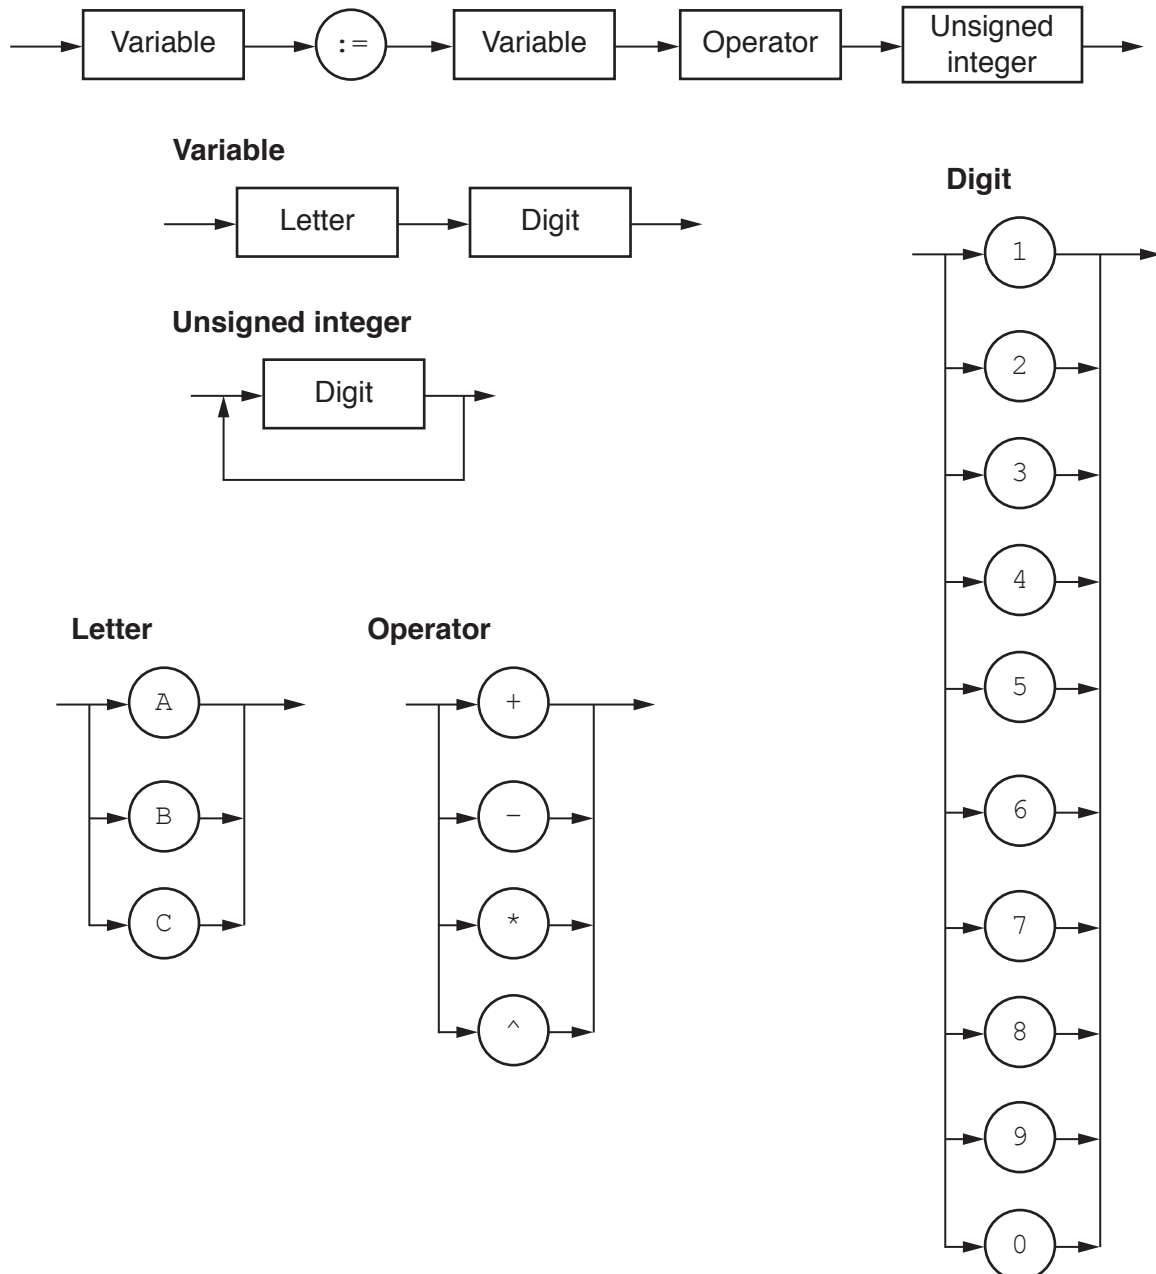 Variable := Variable Operator Unsigned integer
Variable
Letter Digit
Unsigned integer
Digit
Letter
A
B
C
Operator
+
-
*
^
Digit
1
2
3
4
5
6
7
8
9
0